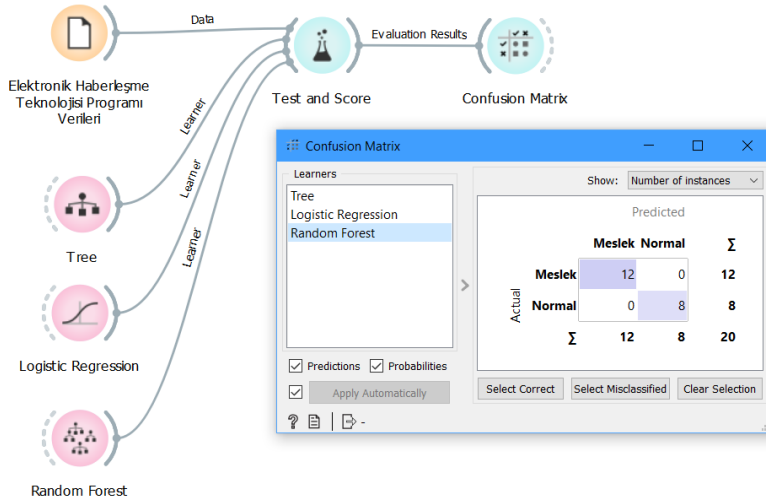 Data
Evaluation Results
Elektronik Haberleşme
Teknolojisi Programı
Verileri
Test and Score
Confusion Matrix
Learner
Learner
Learner
Tree
Logistic Regression
Random Forest
Confusion Matrix
Learners
Tree
Logistic Regression
Random Forest
Predictions
Probabilities
Apply Automatically
Show: Number of instances
Predicted
Meslek Normal Σ
Actual
Meslek 12 0 12
Normal 0 8 8
Σ 12 8 20
Select Correct
Select Misclassified
Clear Selection
? | -